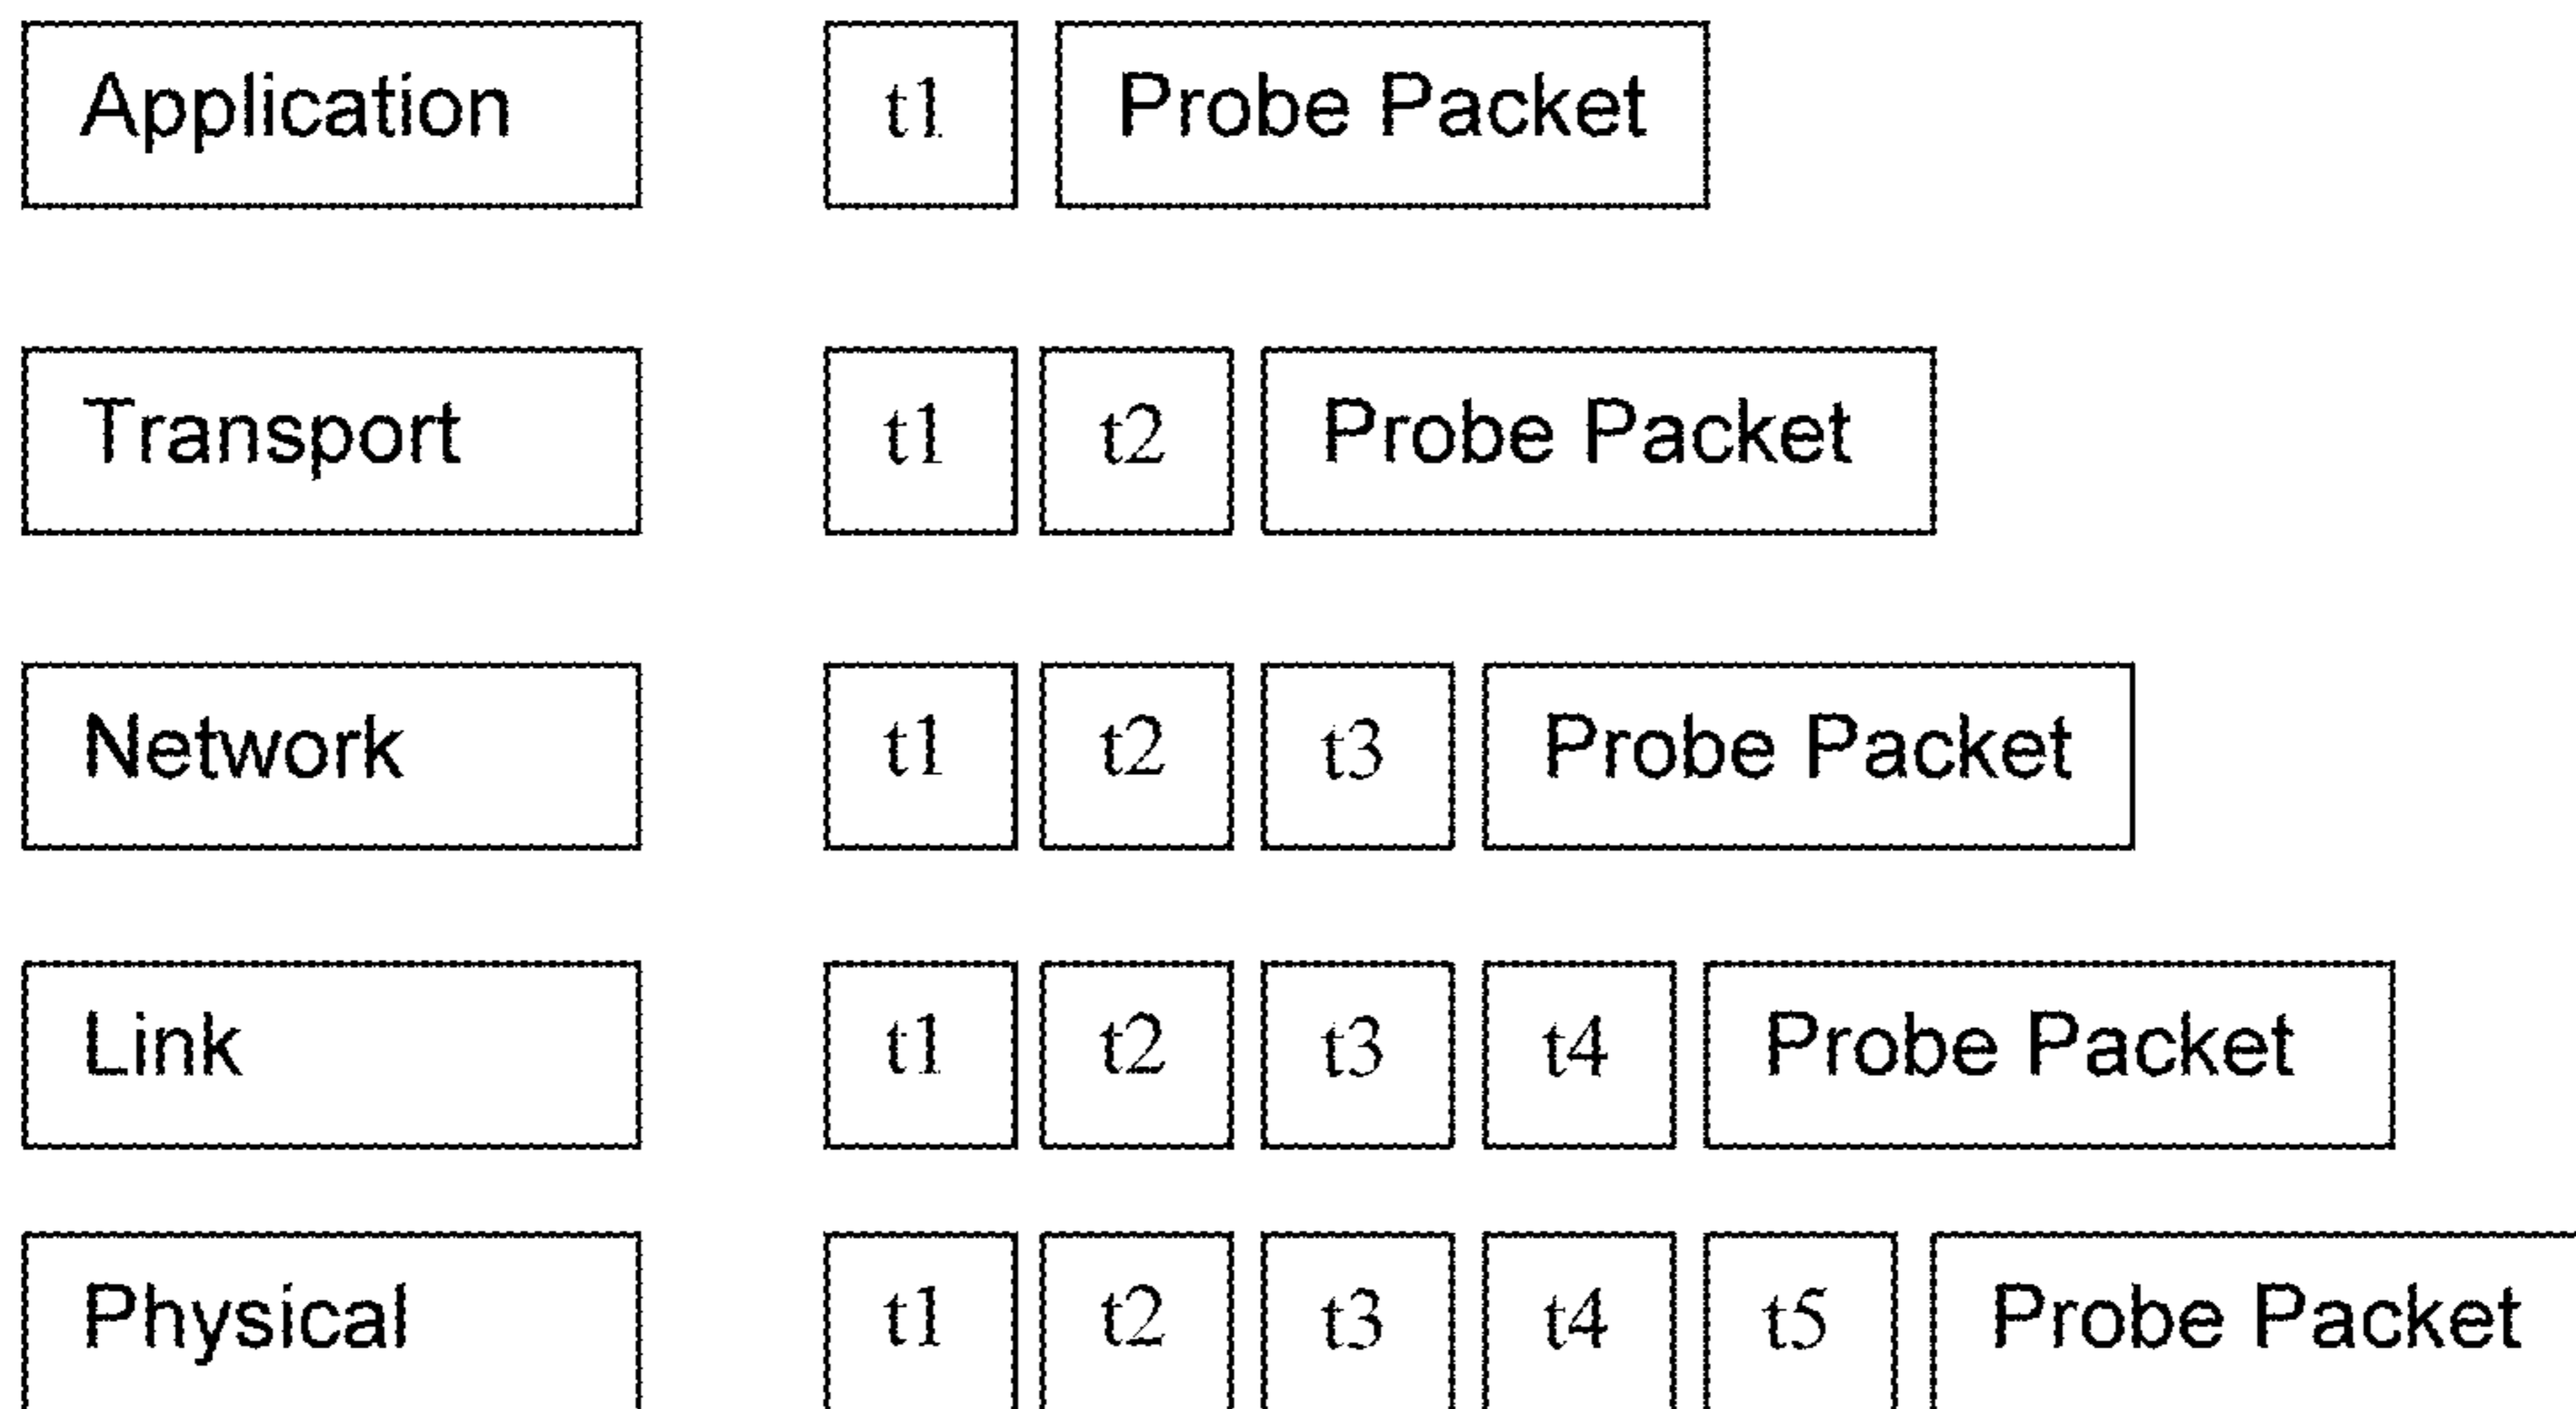 Application t1 Probe Packet
Transport t1 t2 Probe Packet
Network t1 t2 t3 Probe Packet
Link t1 t2 t3 t4 Probe Packet
Physical t1 t2 t3 t4 t5 Probe Packet